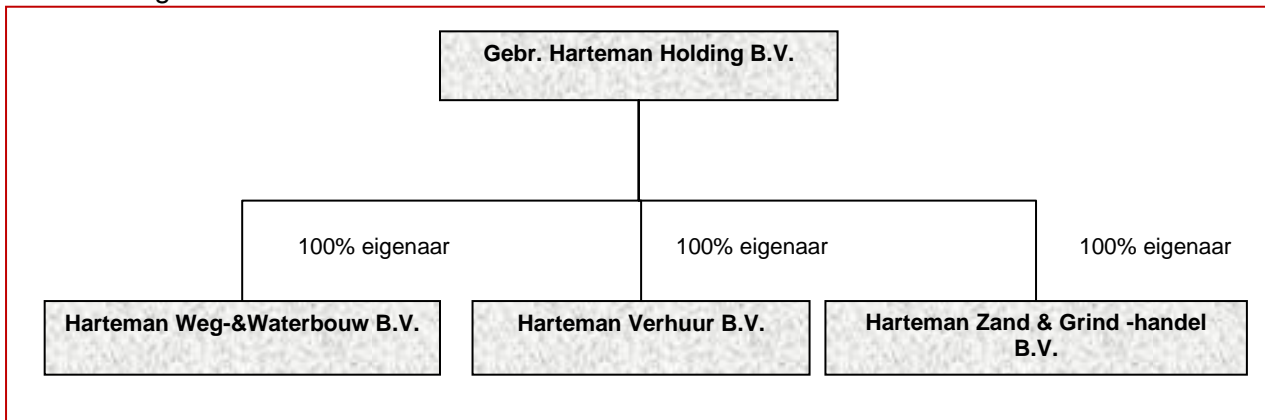 Gebr. Harteman Holding B.V.
100% eigenaar
100% eigenaar
100% eigenaar
Harteman Weg-&Waterbouw B.V.
Harteman Verhuur B.V.
Harteman Zand & Grind -handel
B.V.